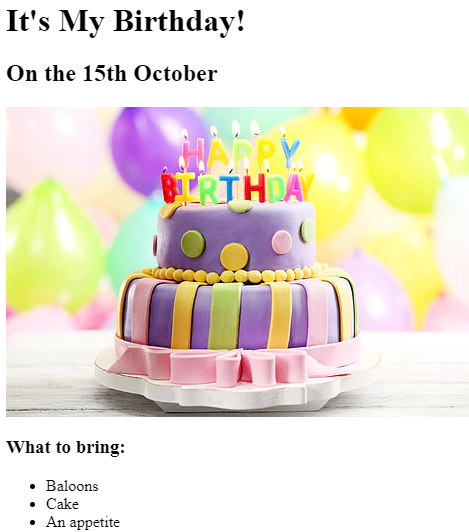 It's My Birthday!
On the 15th October
HAPPY
BIRTHDAY
What to bring:
Baloons
Cake
An appetite